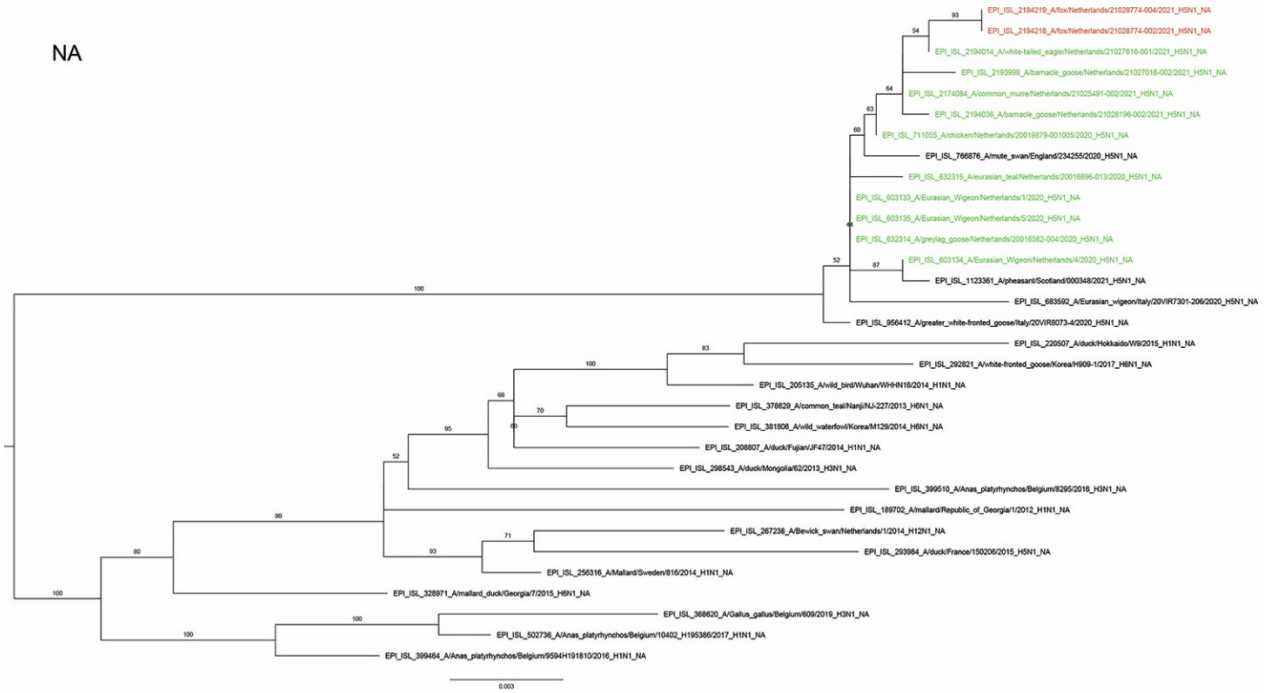 NA
93
EPI_ISL_2194219_A/fox/Netherlands/21028774-004/2021_H5N1_NA
EPI_ISL_2194218_A/fox/Netherlands/21028774-002/2021_H5N1_NA
54
EPI_ISL_2194014_A/white-tailed_eagle/Netherlands/21027616-001/2021_H5N1_NA
EPI_ISL_2193998_A/barnacle_goose/Netherlands/21027016-002/2021_H5N1_NA
64
EPI_ISL_2174084_A/common_murre/Netherlands/21025491-002/2021_H5N1_NA
63
EPI_ISL_2194036_A/barnacle_goose/Netherlands/21028196-002/2021_H5N1_NA
60
EPI_ISL_711055_A/chicken/Netherlands/20019879-001005/2020_H5N1_NA
EPI_ISL_766876_A/mute_swan/England/234255/2020_H5N1_NA
EPI_ISL_632315_A/eurasian_teal/Netherlands/20016896-013/2020_H5N1_NA
EPI_ISL_603133_A/Eurasian_Wigeon/Netherlands/1/2020_H5N1_NA
EPI_ISL_603135_A/Eurasian_Wigeon/Netherlands/5/2020_H5N1_NA
EPI_ISL_632314_A/greylag_goose/Netherlands/20016582-004/2020_H5N1_NA
52
87
EPI_ISL_603134_A/Eurasian_Wigeon/Netherlands/4/2020_H5N1_NA
EPI_ISL_1123361_A/pheasant/Scotland/000348/2021_H5N1_NA
100
EPI_ISL_683592_A/Eurasian_wigeon/Italy/20VIR7301-206/2020_H5N1_NA
EPI_ISL_956412_A/greater_white-fronted_goose/Italy/20VIR8073-4/2020_H5N1_NA
83
EPI_ISL_220507_A/duck/Hokkaido/W9/2015_H1N1_NA
100
EPI_ISL_292821_A/white-fronted_goose/Korea/H909-1/2017_H6N1_NA
EPI_ISL_205135_A/wild_bird/Wuhan/WHHN16/2014_H1N1_NA
68
70
EPI_ISL_378629_A/common_teal/Nanji/NJ-227/2013_H6N1_NA
60
EPI_ISL_381806_A/wild_waterfowl/Korea/M129/2014_H6N1_NA
95
EPI_ISL_208807_A/duck/Fujian/JF47/2014_H1N1_NA
52
EPI_ISL_298543_A/duck/Mongolia/62/2013_H3N1_NA
EPI_ISL_399510_A/Anas_platyrhynchos/Belgium/8295/2016_H3N1_NA
99
EPI_ISL_189702_A/mallard/Republic_of_Georgia/1/2012_H1N1_NA
71
EPI_ISL_267238_A/Bewick_swan/Netherlands/1/2014_H12N1_NA
93
EPI_ISL_293984_A/duck/France/150206/2015_H5N1_NA
80
EPI_ISL_256316_A/Mallard/Sweden/816/2014_H1N1_NA
100
EPI_ISL_328971_A/mallard_duck/Georgia/7/2015_H6N1_NA
100
EPI_ISL_368620_A/Gallus_gallus/Belgium/609/2019_H3N1_NA
100
EPI_ISL_502736_A/Anas_platyrhynchos/Belgium/10402_H195386/2017_H1N1_NA
EPI_ISL_399464_A/Anas_platyrhynchos/Belgium/9594H191810/2016_H1N1_NA
0.003